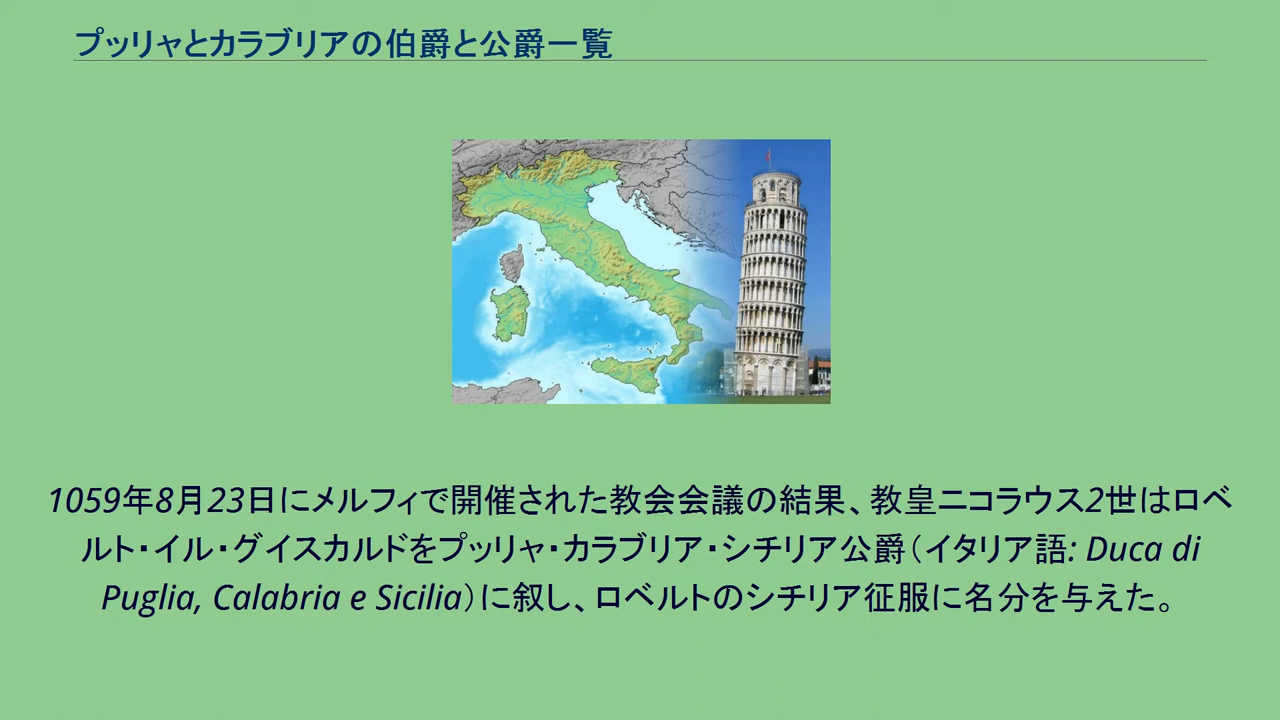 プッリャとカラブリアの伯爵と公爵一覧
1059年8月23日にメルフィで開催された教会会議の結果、教皇ニコラウス2世はロベ
ルト・イル・グイスカルドをプッリャ・カラブリア・シチリア公爵（イタリア語: Duca di
Puglia, Calabria e Sicilia）に叙し、ロベルトのシチリア征服に名分を与えた。